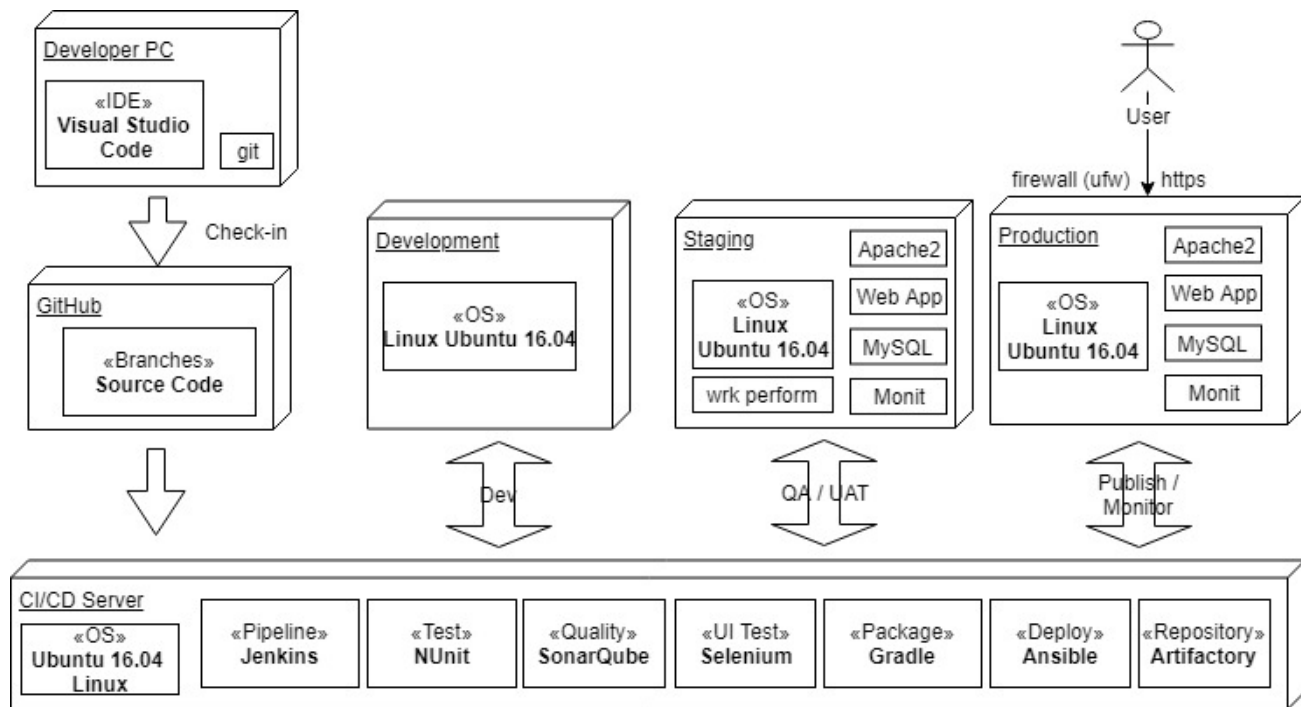 Developer PC
«IDE»
Visual Studio
Code
git
Check-in
GitHub
«Branches»
Source Code
Development
«OS»
Linux Ubuntu 16.04
Dev
Staging
«OS»
Linux
Ubuntu 16.04
wrk perform
Apache2
Web App
MySQL
Monit
QA / UAT
User
firewall (ufw)
https
Production
«OS»
Linux
Ubuntu 16.04
Apache2
Web App
MySQL
Monit
Publish /
Monitor
CI/CD Server
«OS»
Ubuntu 16.04
Linux
«Pipeline»
Jenkins
«Test»
NUnit
«Quality»
SonarQube
«UI Test»
Selenium
«Package»
Gradle
«Deploy»
Ansible
«Repository»
Artifactory